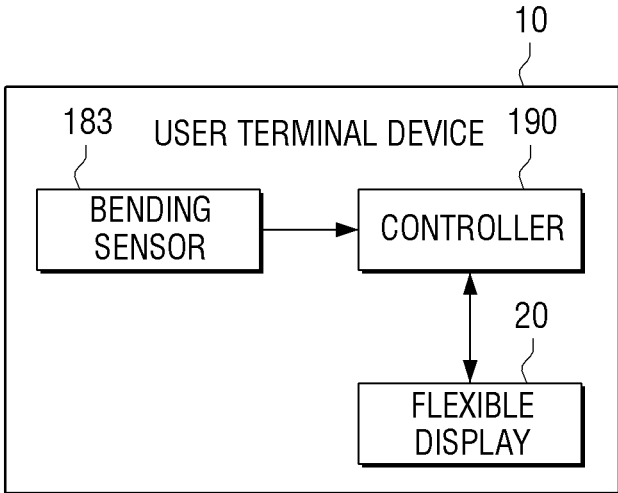 10
183
USER TERMINAL DEVICE
190
BENDING
SENSOR
CONTROLLER
20
FLEXIBLE
DISPLAY